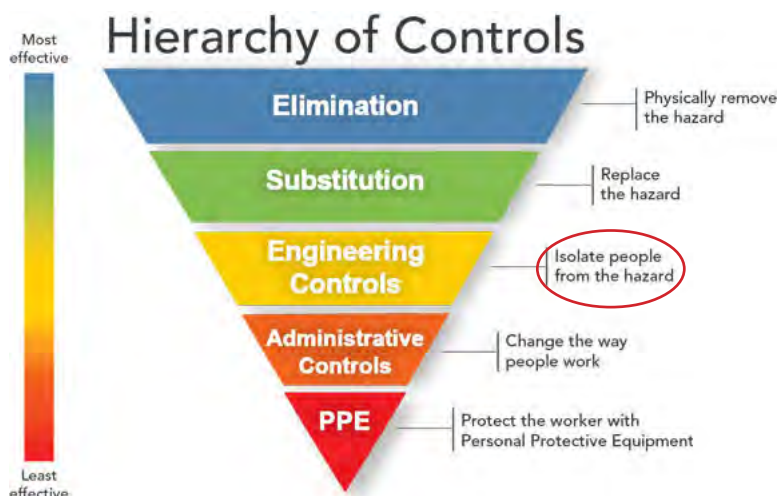 Hierarchy of Controls
Most
effective
Elimination
Physically remove
the hazard
Substitution
Replace
the hazard
Engineering
Controls
Isolate people
from the hazard
Administrative
Controls
Change the way
people work
PPE
Protect the worker with
Personal Protective Equipment
Least
effective